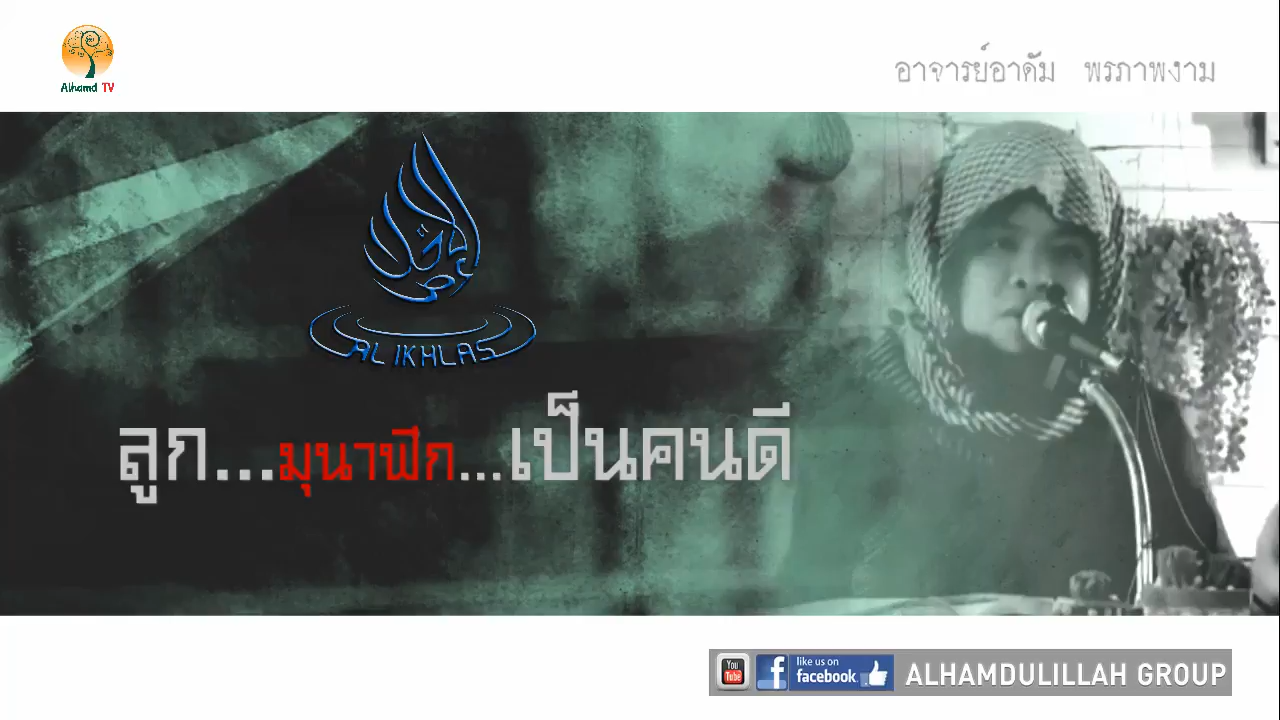 Alhamd TV
อาจารย์อาดัม พรภาพงาม
الإخلاص
AL IKHLAS
ลูก...มุนาฟิก...เป็นคนดี
You Tube
like us on facebook
ALHAMDULILLAH GROUP